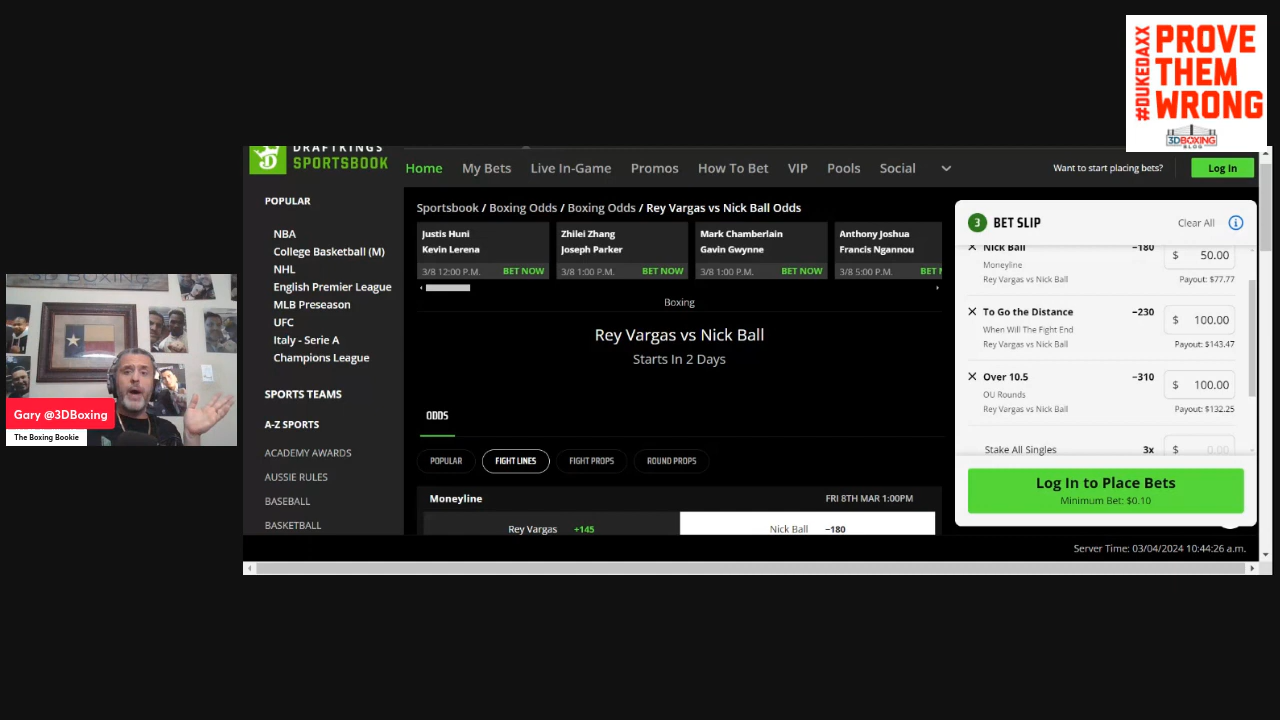 #DUKEDAXX
PROVE
THEM
WRONG
3DBOXING
BLOG
DRAFTKINGS
SPORTSBOOK
Home
My Bets
Live In-Game
Promos
How To Bet
VIP
Pools
Social
Want to start placing bets?
Log In
POPULAR
NBA
College Basketball (M)
NHL
English Premier League
MLB Preseason
UFC
Italy - Serie A
Champions League
SPORTS TEAMS
A-Z SPORTS
ACADEMY AWARDS
AUSSIE RULES
BASEBALL
BASKETBALL
Sportsbook / Boxing Odds / Boxing Odds / Rey Vargas vs Nick Ball Odds
Justis Huni
Kevin Lerena
3/8 12:00 P.M. BET NOW
Zhilei Zhang
Joseph Parker
3/8 1:00 P.M. BET NOW
Mark Chamberlain
Gavin Gwynne
3/8 1:00 P.M. BET NOW
Anthony Joshua
Francis Ngannou
3/8 5:00 P.M. BET
Boxing
Rey Vargas vs Nick Ball
Starts In 2 Days
ODDS
POPULAR
FIGHT LINES
FIGHT PROPS
ROUND PROPS
Moneyline FRI 8TH MAR 1:00PM
Rey Vargas +145
Nick Ball −180
3 BET SLIP Clear All
Nick Ball −180 $ 50.00
Moneyline
Rey Vargas vs Nick Ball Payout: $77.77
To Go the Distance −230 $ 100.00
When Will The Fight End
Rey Vargas vs Nick Ball Payout: $143.47
Over 10.5 −310 $ 100.00
OU Rounds
Rey Vargas vs Nick Ball Payout: $132.25
Stake All Singles 3x $ 0.00
Log In to Place Bets
Minimum Bet: $0.10
Server Time: 03/04/2024 10:44:26 a.m.
3D BOXING
Gary @3DBoxing
The Boxing Bookie